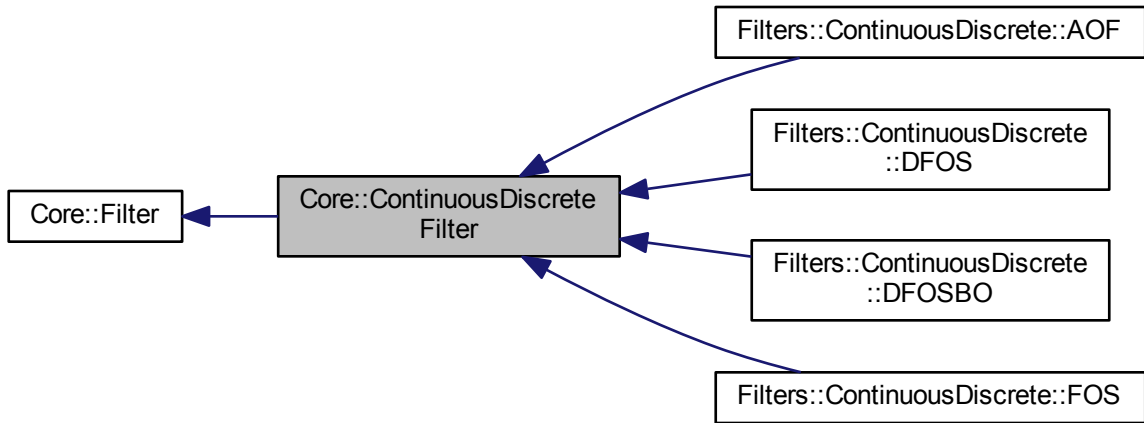 Filters::ContinuousDiscrete::AOF
Filters::ContinuousDiscrete
::DFOS
Core::Filter
Core::ContinuousDiscrete
Filter
Filters::ContinuousDiscrete
::DFOSBO
Filters::ContinuousDiscrete::FOS